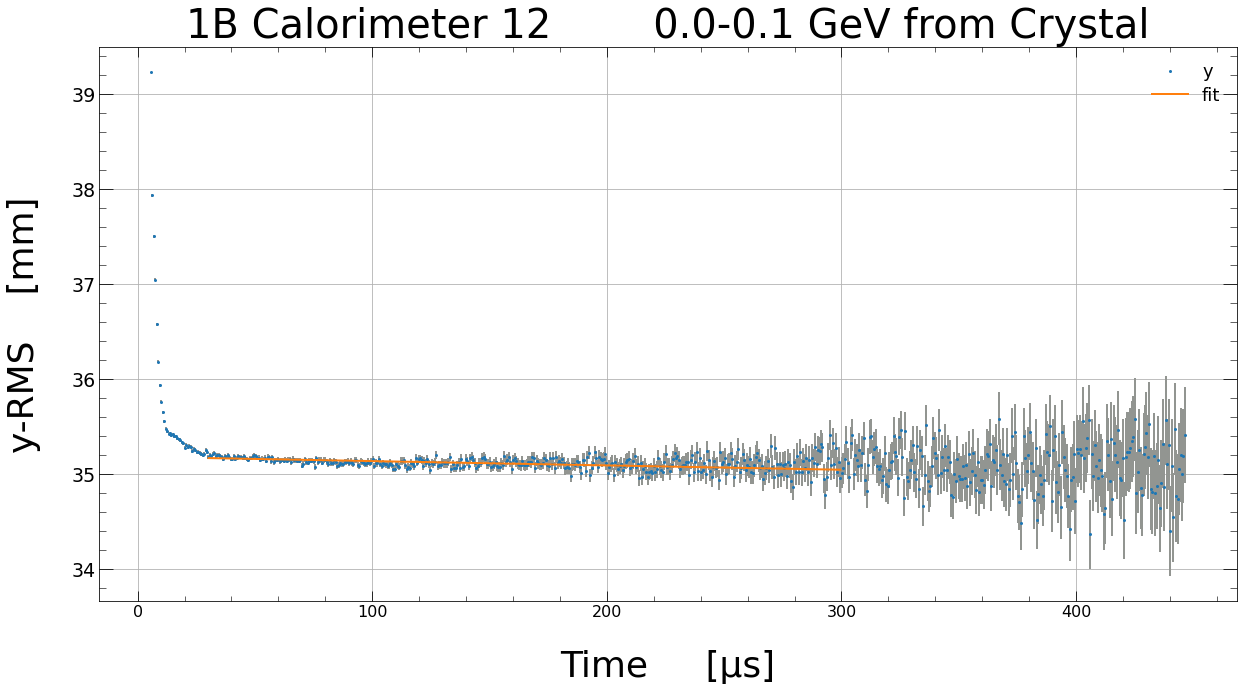 1B Calorimeter 12 0.0-0.1 GeV from Crystal
y
fit
39
38
37
36
35
34
y-RMS [mm]
0 100 200 300 400
Time [µs]